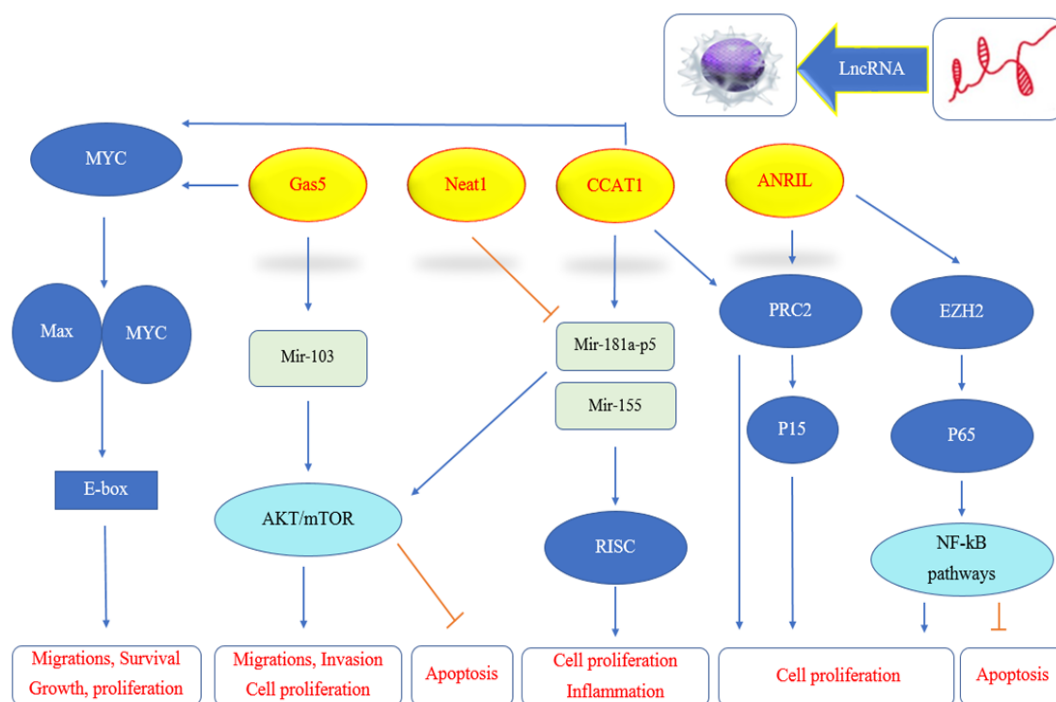 LncRNA
MYC
Gas5
Neat1
CCAT1
ANRIL
Max
MYC
Mir-103
Mir-181a-p5
Mir-155
PRC2
EZH2
P15
P65
E-box
AKT/mTOR
RISC
NF-kB
pathways
Migrations, Survival
Growth, proliferation
Migrations, Invasion
Cell proliferation
Apoptosis
Cell proliferation
Inflammation
Cell proliferation
Apoptosis